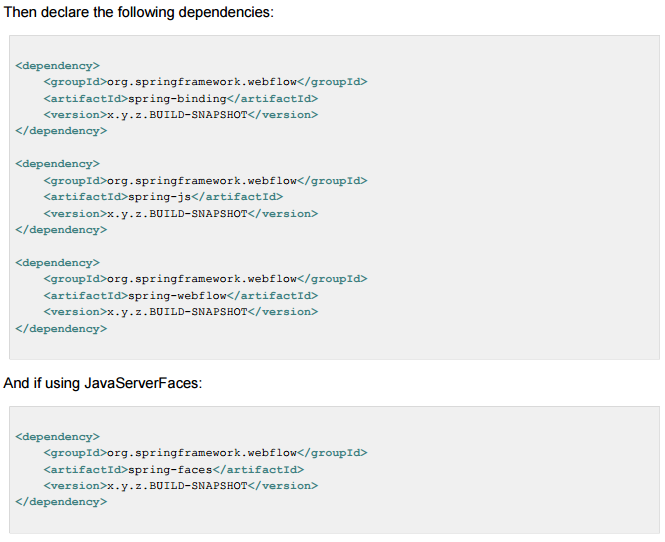 Then declare the following dependencies:
<dependency>
    <groupId>org.springframework.webflow</groupId>
    <artifactId>spring-binding</artifactId>
    <version>x.y.z.BUILD-SNAPSHOT</version>
</dependency>
<dependency>
    <groupId>org.springframework.webflow</groupId>
    <artifactId>spring-js</artifactId>
    <version>x.y.z.BUILD-SNAPSHOT</version>
</dependency>
<dependency>
    <groupId>org.springframework.webflow</groupId>
    <artifactId>spring-webflow</artifactId>
    <version>x.y.z.BUILD-SNAPSHOT</version>
</dependency>
And if using JavaServerFaces:
<dependency>
    <groupId>org.springframework.webflow</groupId>
    <artifactId>spring-faces</artifactId>
    <version>x.y.z.BUILD-SNAPSHOT</version>
</dependency>